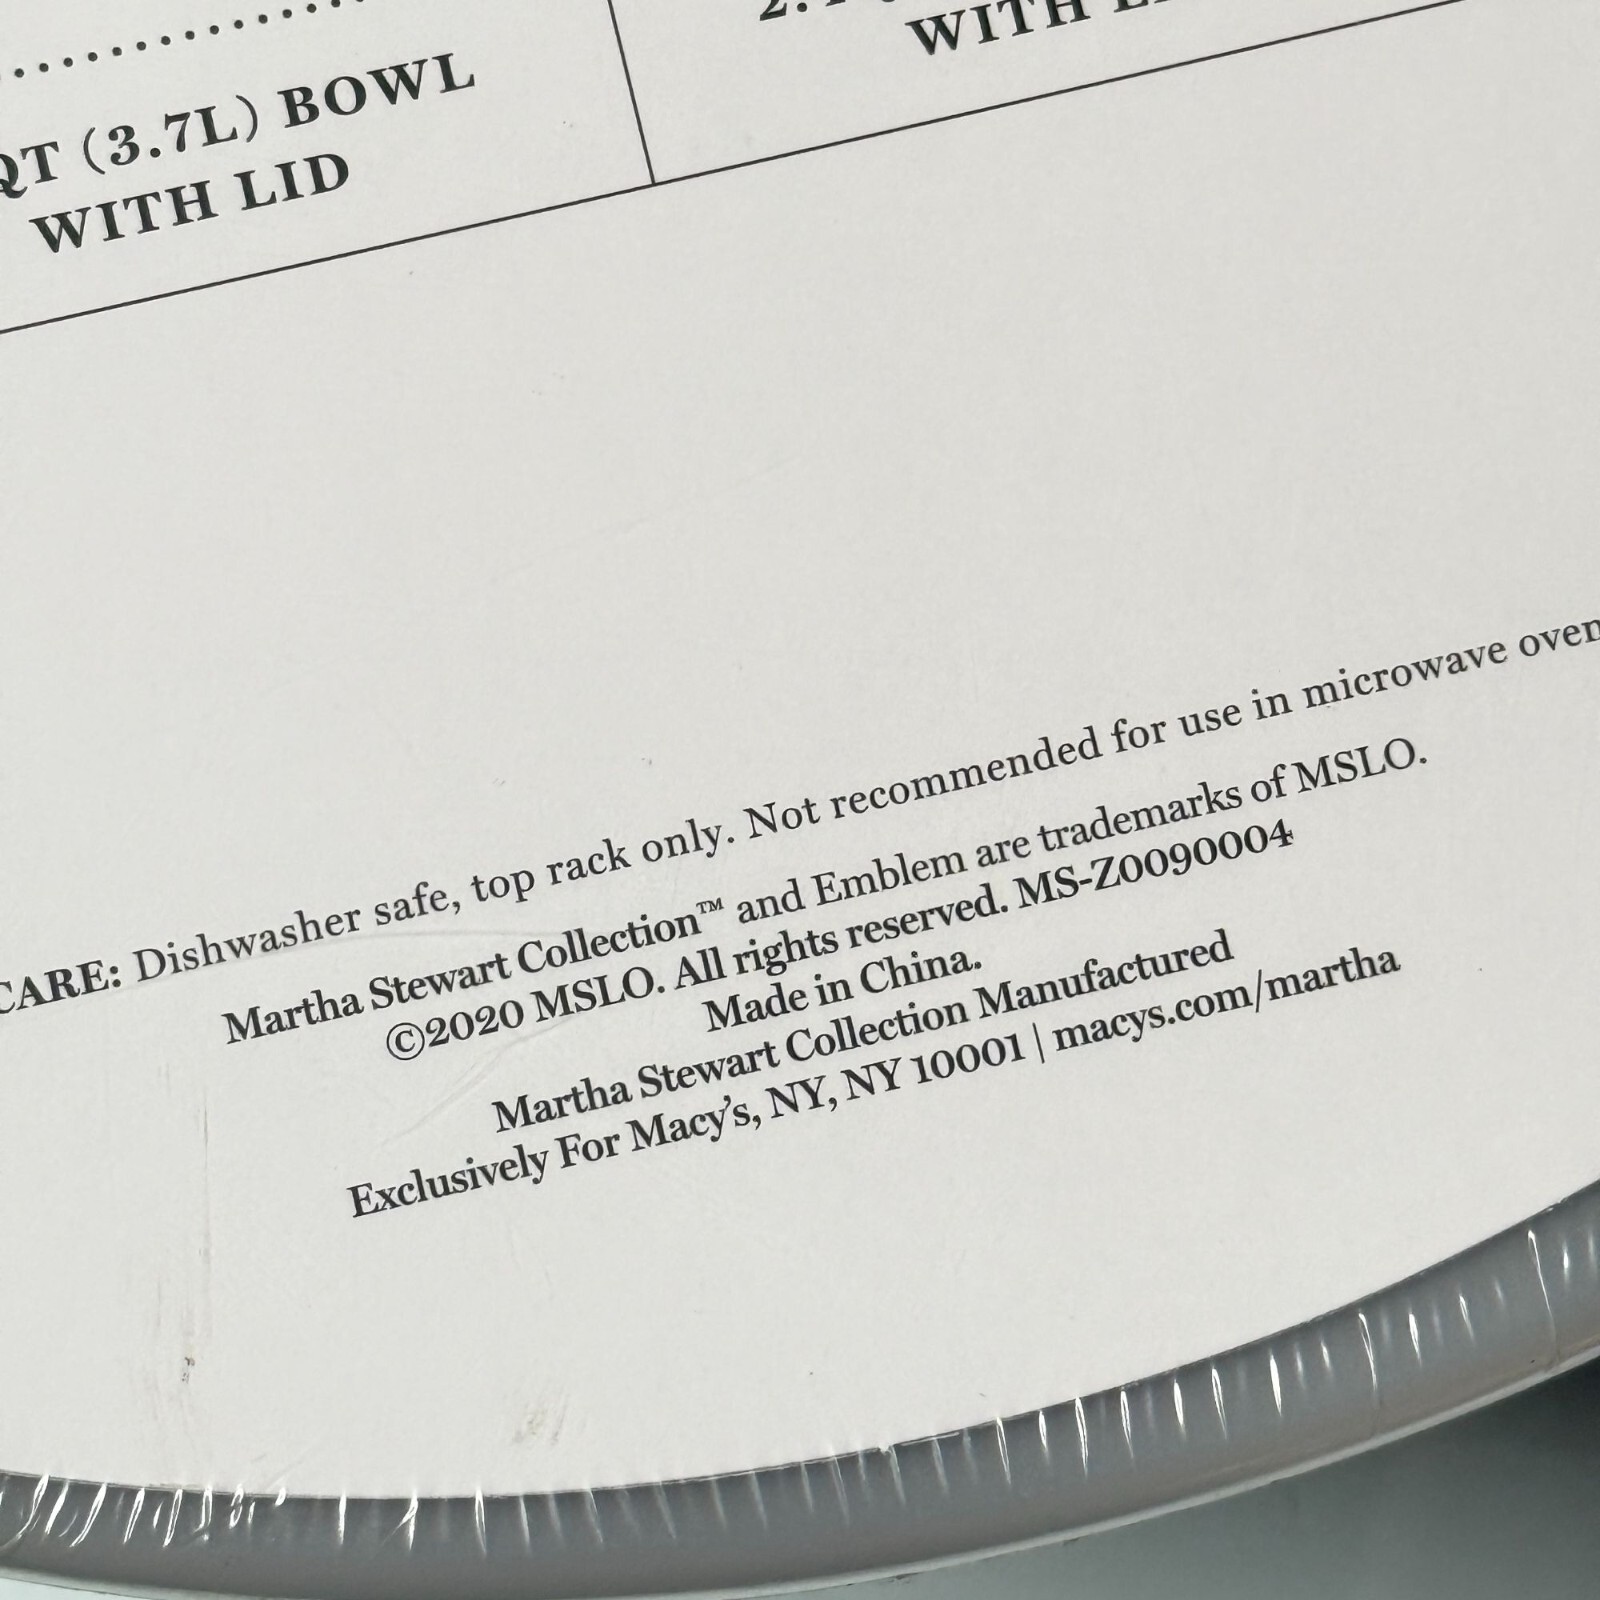 QT (3.7L) BOWL
WITH LID
2.
WITH
CARE: Dishwasher safe, top rack only. Not recommended for use in microwave oven
Martha Stewart Collection™ and Emblem are trademarks of MSLO.
©2020 MSLO. All rights reserved. MS-Z0090004
Made in China.
Martha Stewart Collection Manufactured
Exclusively For Macy's, NY, NY 10001 | macys.com/martha